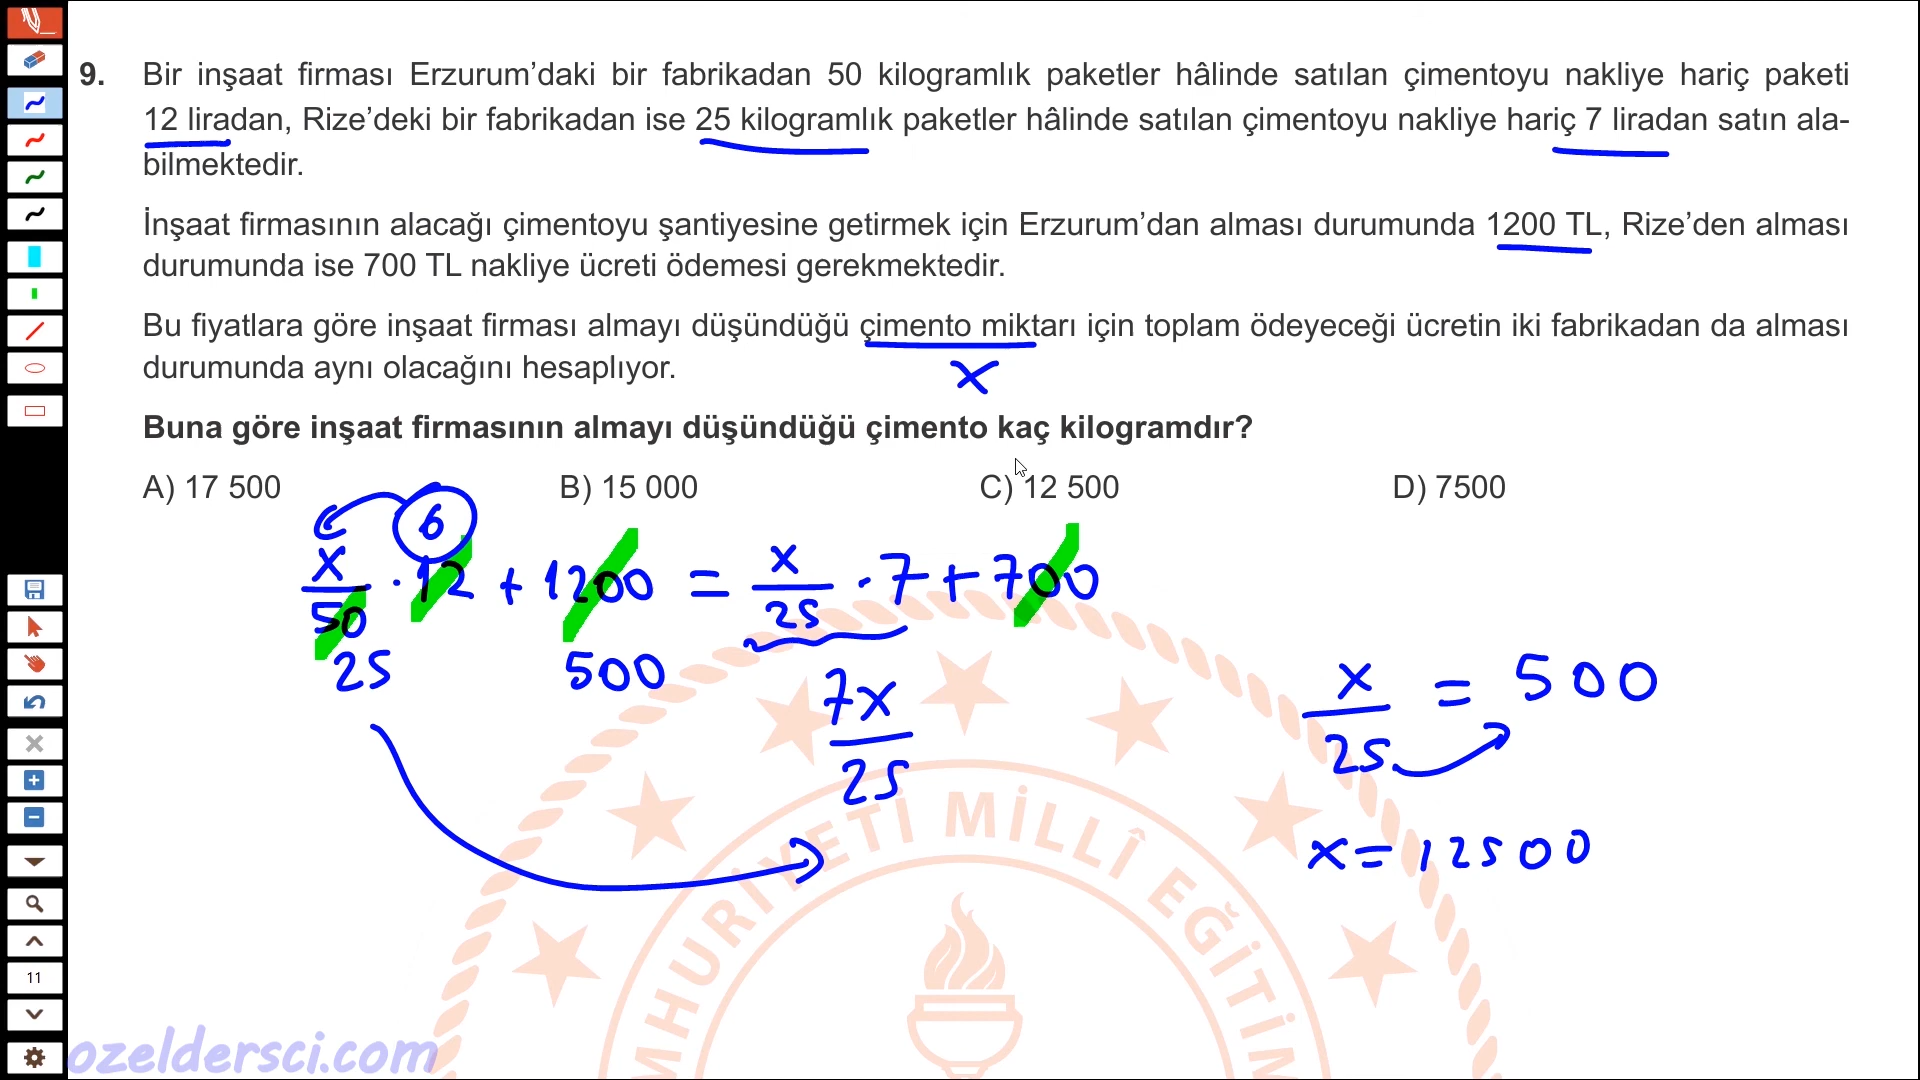 9. Bir inşaat firması Erzurum’daki bir fabrikadan 50 kilogramlık paketler hâlinde satılan çimentoyu nakliye hariç paketi
12 liradan, Rize’deki bir fabrikadan ise 25 kilogramlık paketler hâlinde satılan çimentoyu nakliye hariç 7 liradan satın ala-
bilmektedir.
İnşaat firmasının alacağı çimentoyu şantiyesine getirmek için Erzurum’dan alması durumunda 1200 TL, Rize’den alması
durumunda ise 700 TL nakliye ücreti ödemesi gerekmektedir.
Bu fiyatlara göre inşaat firması almayı düşündüğü çimento miktarı için toplam ödeyeceği ücretin iki fabrikadan da alması
durumunda aynı olacağını hesaplıyor.
x
Buna göre inşaat firmasının almayı düşündüğü çimento kaç kilogramdır?
A) 17 500 B) 15 000 C) 12 500 D) 7500
6
x/50 · 12 + 1200 = x/25 · 7 + 700
25 500
7x/25
x/25 = 500
x = 12500
MHURİYETİ MİLLÎ EĞİTİM
11
ozeldersci.com